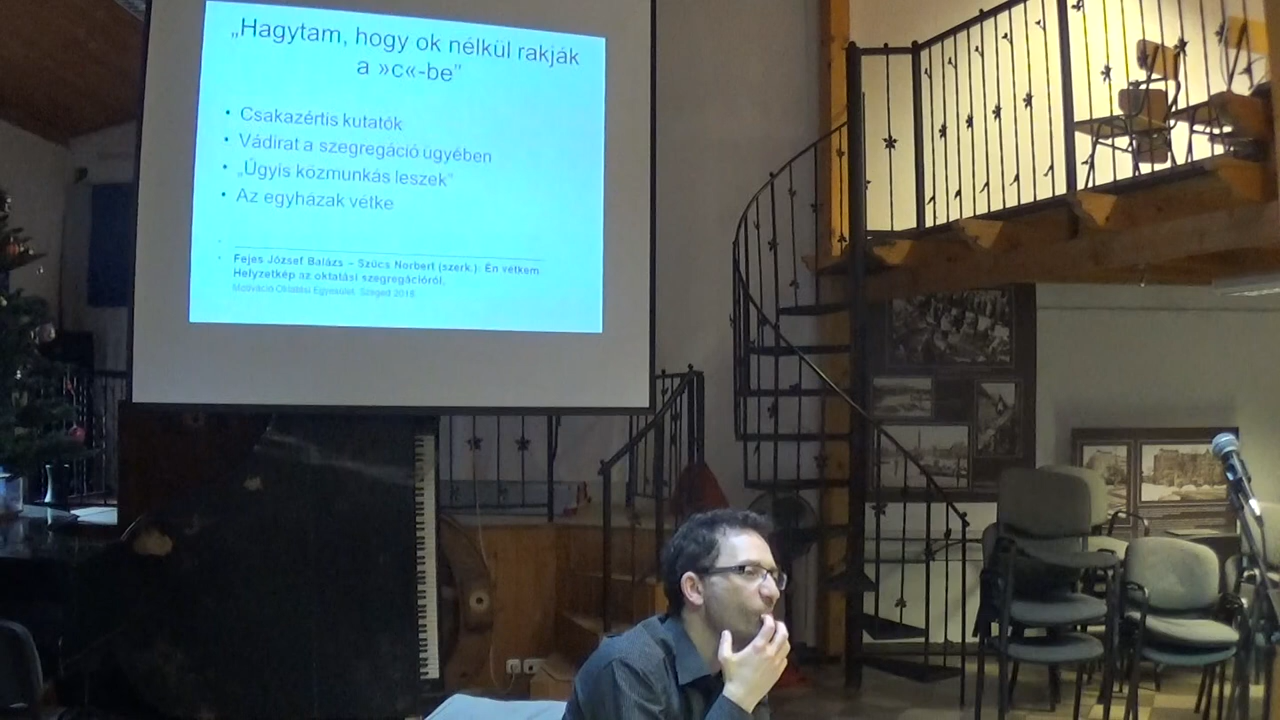 „Hagytam, hogy ok nélkül rakják
a »c«-be”
• Csakazértis kutatók
• Vádirat a szegregáció ügyében
• „Úgyis közmunkás leszek”
• Az egyházak vétke
Fejes József Balázs – Szűcs Norbert (szerk.): Én vétkem
Helyzetkép az oktatási szegregációról.
Motiváció Oktatási Egyesület, Szeged 2018